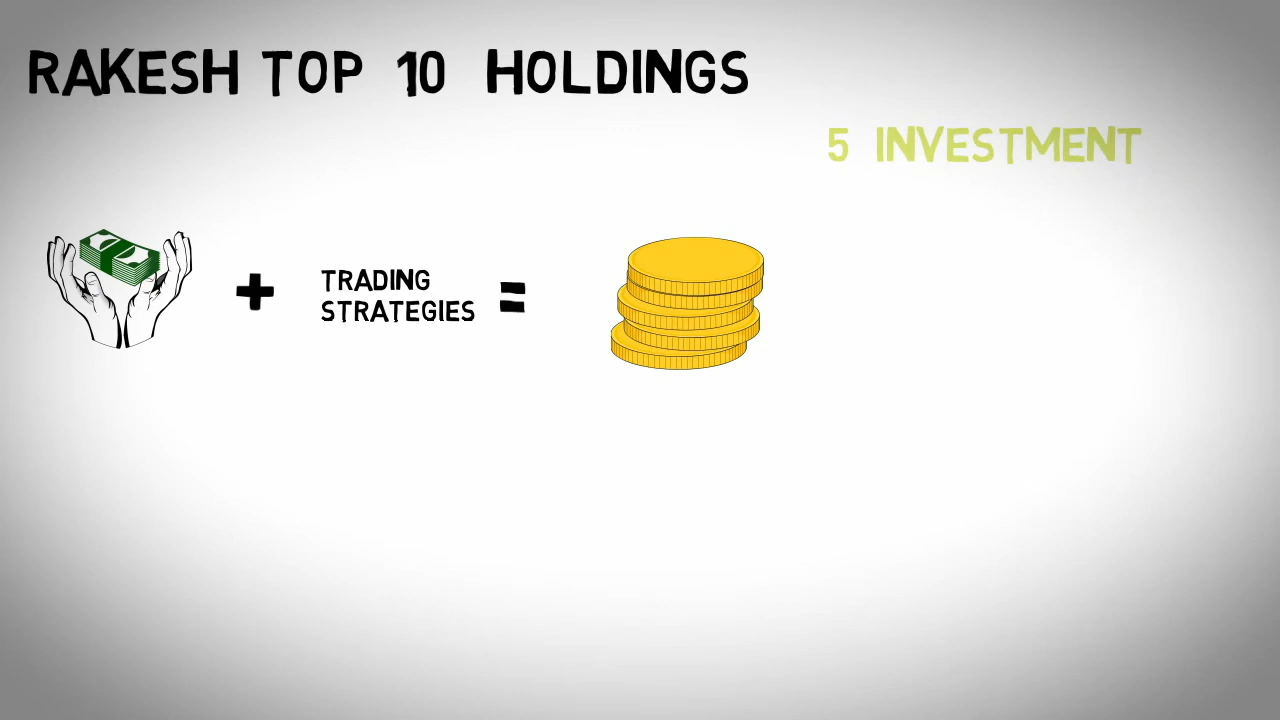 RAKESH TOP 10 HOLDINGS
5 INVESTMENT
+
TRADING
STRATEGIES
=